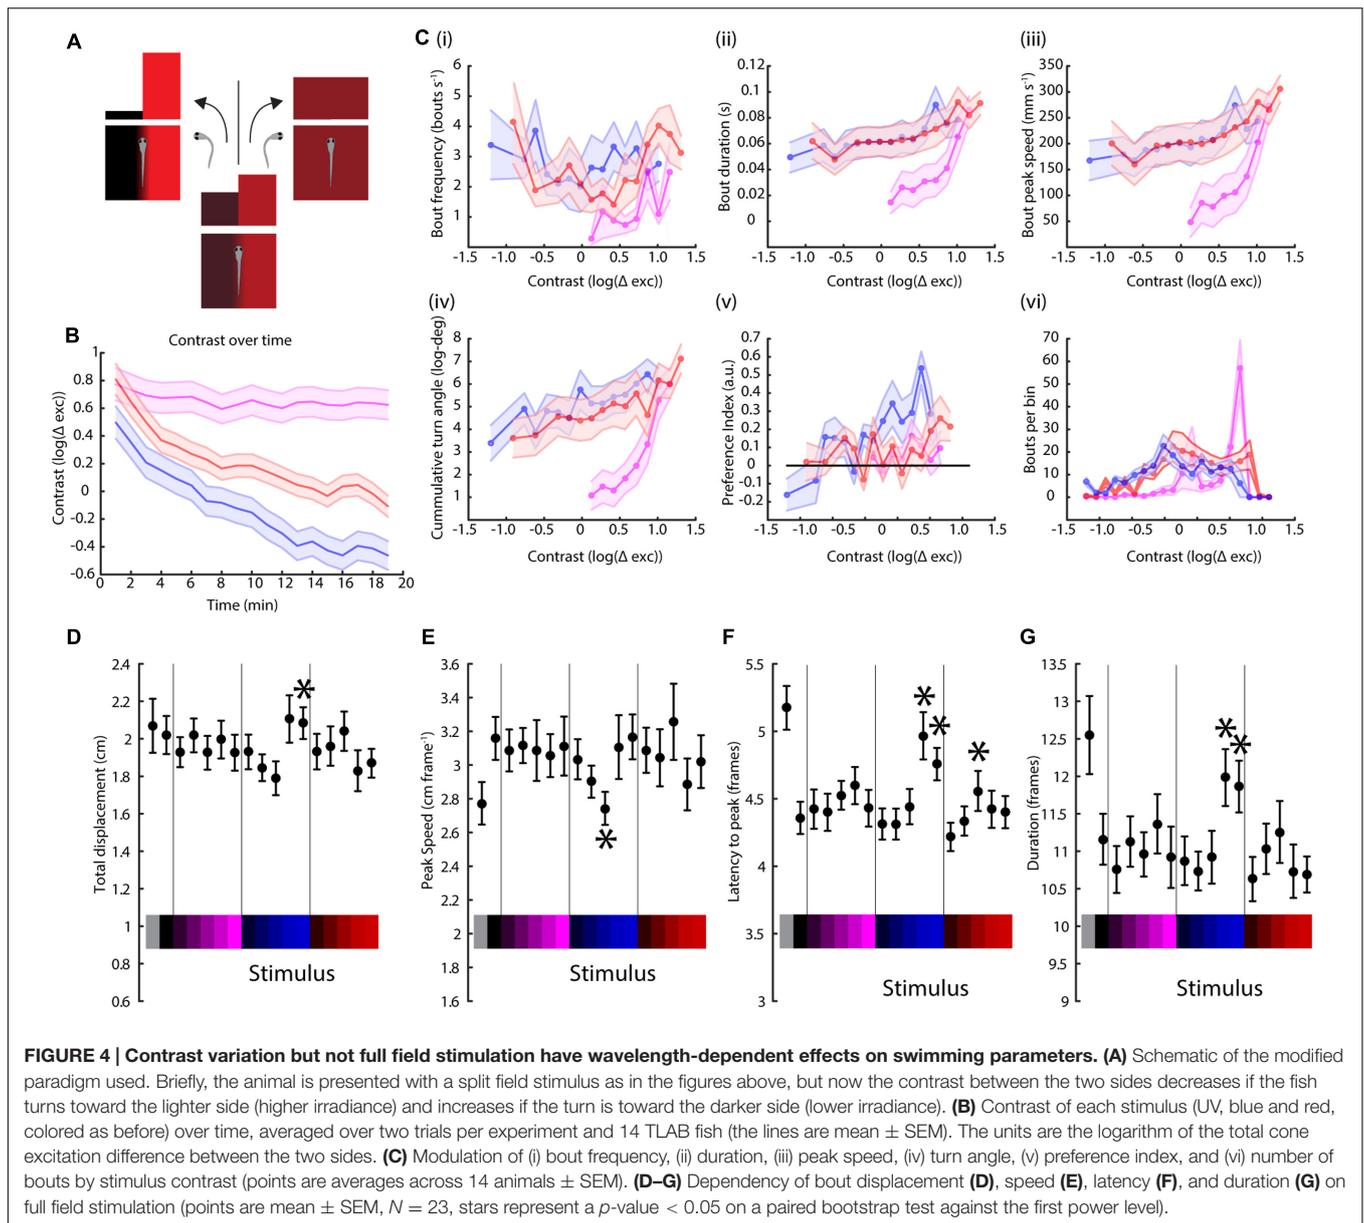 A
C (i)
(ii)
(iii)
Bout frequency (bouts s⁻¹)
6
5
4
3
2
1
-1.5 -1.0 -0.5 0 0.5 1.0 1.5
Contrast (log(Δ exc))
Bout duration (s)
0.12
0.10
0.08
0.06
0.04
0.02
0
-1.5 -1.0 -0.5 0 0.5 1.0 1.5
Contrast (log(Δ exc))
Bout peak speed (mm s⁻¹)
350
300
250
200
150
100
50
-1.5 -1.0 -0.5 0 0.5 1.0 1.5
Contrast (log(Δ exc))
B
Contrast over time
Contrast (log(Δ exc))
1
0.8
0.6
0.4
0.2
0
-0.2
-0.4
-0.6
0 2 4 6 8 10 12 14 16 18 20
Time (min)
(iv)
(v)
(vi)
Cummulative turn angle (log-deg)
8
7
6
5
4
3
2
1
-1.5 -1.0 -0.5 0 0.5 1.0 1.5
Contrast (log(Δ exc))
Preference Index (a.u.)
0.7
0.6
0.5
0.4
0.3
0.2
0.1
0
-0.1
-0.2
-1.5 -1.0 -0.5 0 0.5 1.0 1.5
Contrast (log(Δ exc))
Bouts per bin
70
60
50
40
30
20
10
0
-1.5 -1.0 -0.5 0 0.5 1.0 1.5
Contrast (log(Δ exc))
D
Total displacement (cm)
2.4
2.2
2
1.8
1.6
1.4
1.2
1
0.8
0.6
*
Stimulus
E
Peak Speed (cm frame⁻¹)
3.6
3.4
3.2
3
2.8
2.6
2.4
2.2
2
1.8
1.6
*
Stimulus
F
Latency to peak (frames)
5.5
5
4.5
4
3.5
3
* * *
Stimulus
G
Duration (frames)
13.5
13
12.5
12
11.5
11
10.5
10
9.5
9
* *
Stimulus
FIGURE 4 | Contrast variation but not full field stimulation have wavelength-dependent effects on swimming parameters. (A) Schematic of the modified
paradigm used. Briefly, the animal is presented with a split field stimulus as in the figures above, but now the contrast between the two sides decreases if the fish
turns toward the lighter side (higher irradiance) and increases if the turn is toward the darker side (lower irradiance). (B) Contrast of each stimulus (UV, blue and red,
colored as before) over time, averaged over two trials per experiment and 14 TLAB fish (the lines are mean ± SEM). The units are the logarithm of the total cone
excitation difference between the two sides. (C) Modulation of (i) bout frequency, (ii) duration, (iii) peak speed, (iv) turn angle, (v) preference index, and (vi) number of
bouts by stimulus contrast (points are averages across 14 animals ± SEM). (D–G) Dependency of bout displacement (D), speed (E), latency (F), and duration (G) on
full field stimulation (points are mean ± SEM, N = 23, stars represent a p-value < 0.05 on a paired bootstrap test against the first power level).